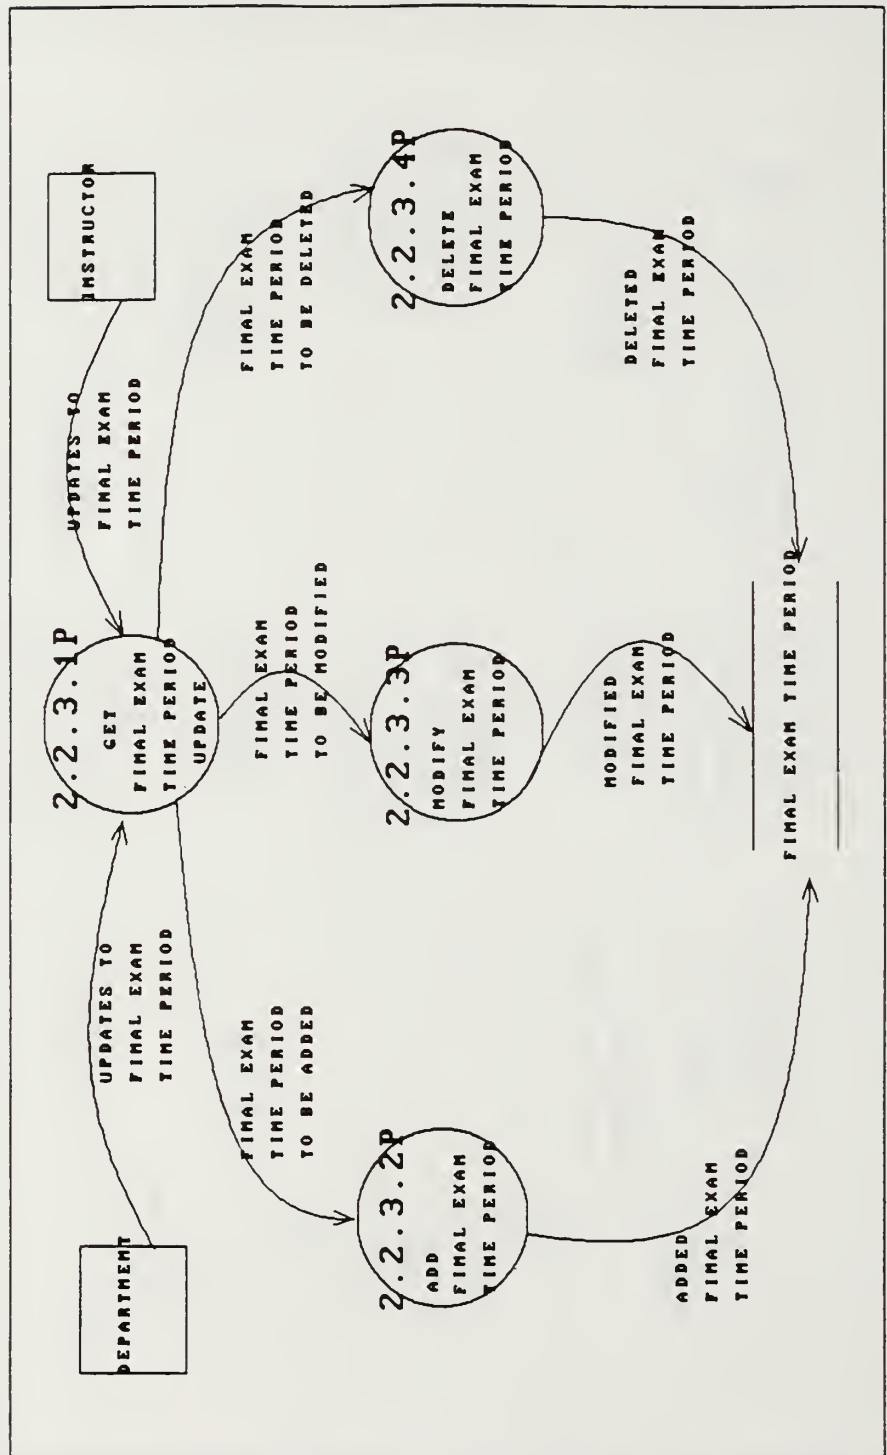 DEPARTMENT
UPDATES TO
FINAL EXAM
TIME PERIOD
2.2.3.1P
GET
FINAL EXAM
TIME PERIOD
UPDATE
UPDATES TO
FINAL EXAM
TIME PERIOD
INSTRUCTOR
FINAL EXAM
TIME PERIOD
TO BE ADDED
FINAL EXAM
TIME PERIOD
TO BE MODIFIED
FINAL EXAM
TIME PERIOD
TO BE DELETED
2.2.3.2P
ADD
FINAL EXAM
TIME PERIOD
2.2.3.3P
MODIFY
FINAL EXAM
TIME PERIOD
2.2.3.4P
DELETE
FINAL EXAM
TIME PERIOD
ADDED
FINAL EXAM
TIME PERIOD
MODIFIED
FINAL EXAM
TIME PERIOD
DELETED
FINAL EXAM
TIME PERIOD
FINAL EXAM TIME PERIOD